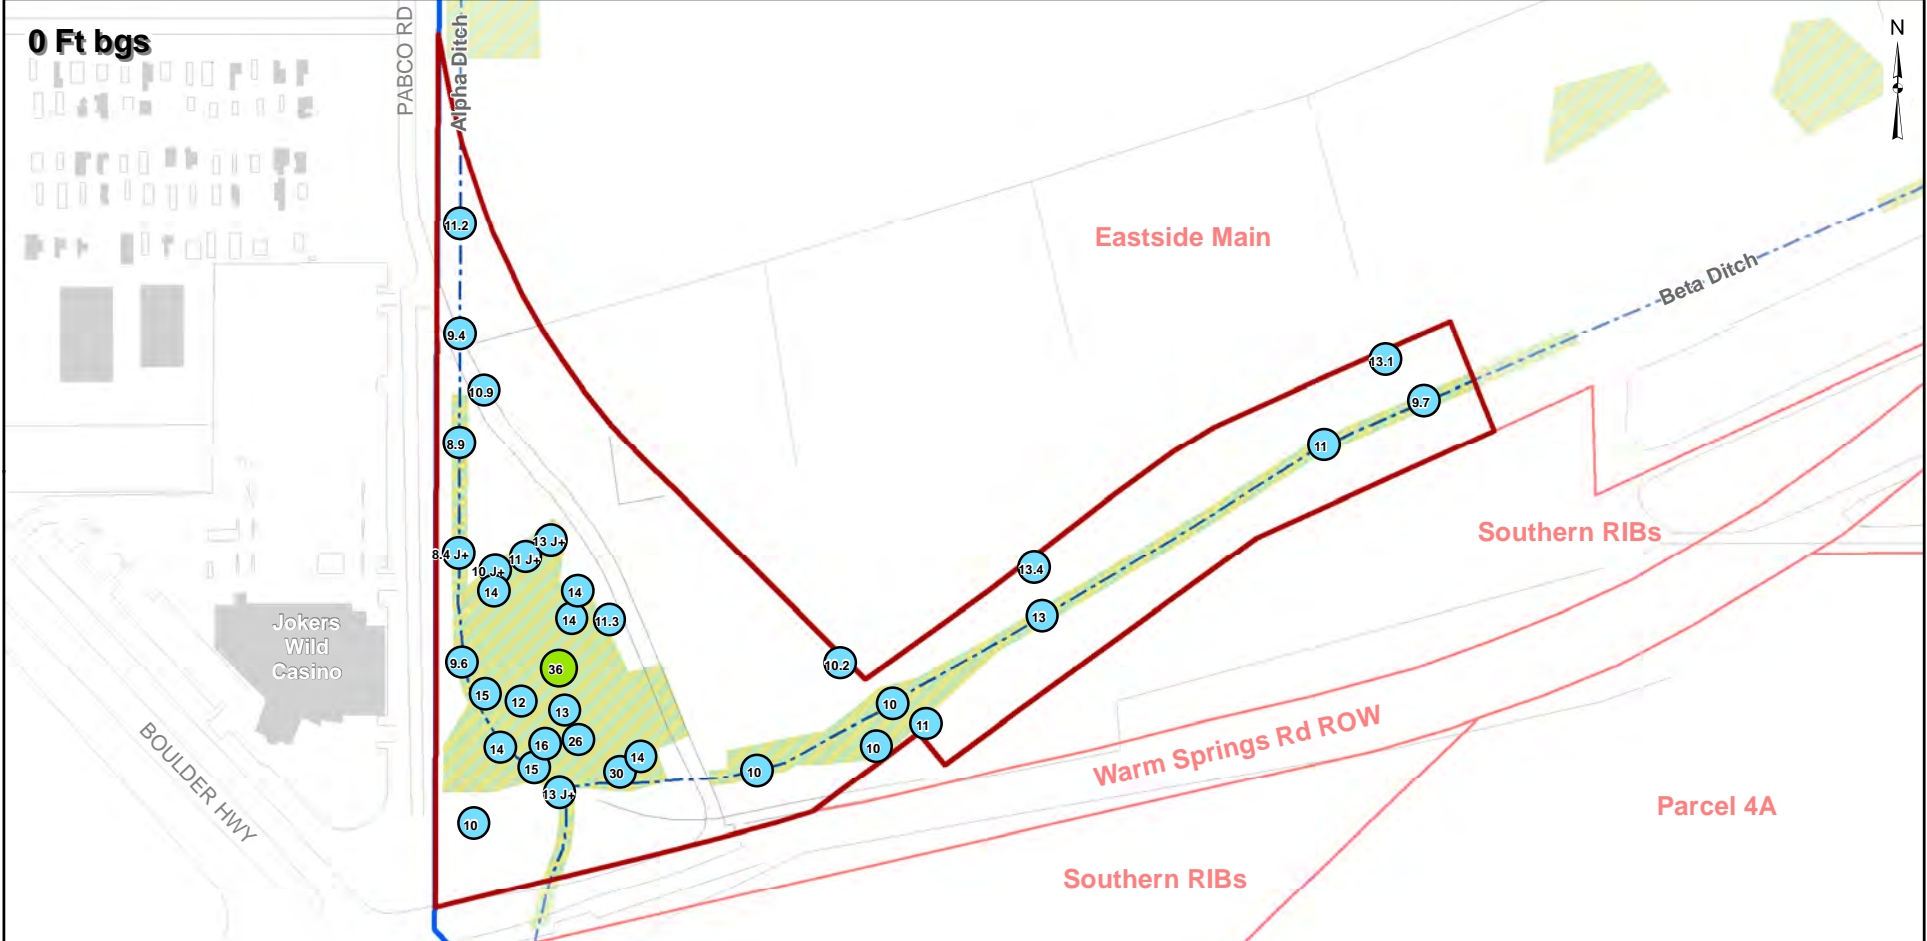 0 Ft bgs
PABCO RD
Alpha Ditch
N
11.2
Eastside Main
Beta Ditch
9.4
13.1
10.9
9.7
8.9
11
Southern RIBs
13 J+
8.4 J+
11 J+
10 J+
13.4
14
14
14
11.3
13
Jokers
Wild
Casino
9.6
36
10.2
15
12
13
10
11
14
16
26
10
Warm Springs Rd ROW
15
30
14
10
13 J+
BOULDER HWY
Parcel 4A
10
Southern RIBs